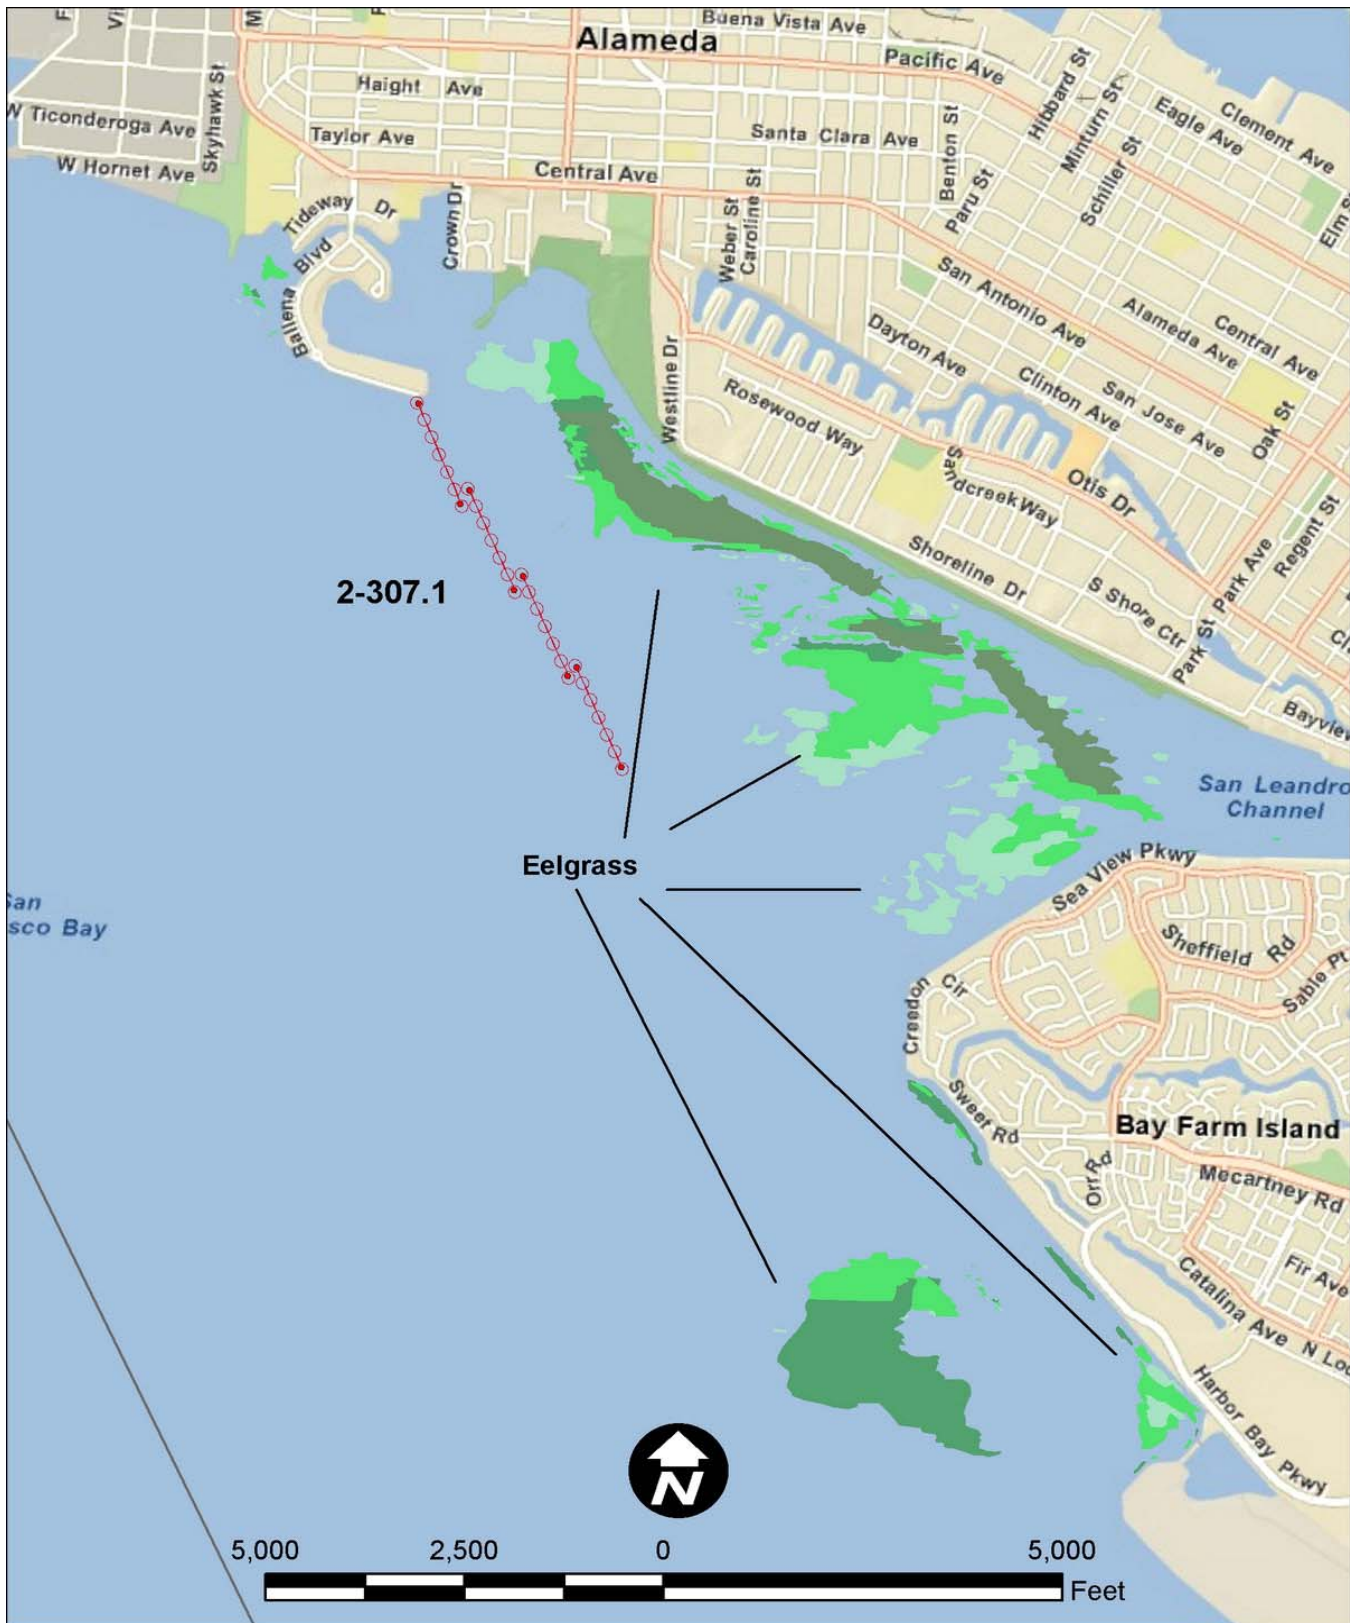 Buena Vista Ave
Alameda
Pacific Ave
Hibbard St
Minturn St
Eagle Ave
Clement Ave
Schiller St
Elm St
Haight Ave
Skyhawk St
W Ticonderoga Ave
Taylor Ave
Santa Clara Ave
Benton St
Paru St
W Hornet Ave
Central Ave
Tideway Dr
Crown Dr
Weber St
Caroline St
Ballena Blvd
San Antonio Ave
Alameda Ave
Central Ave
Dayton Ave
Clinton Ave
San Jose Ave
Westline Dr
Rosewood Way
Oak St
Sandcreek Way
Otis Dr
Regent St
Park Ave
Shoreline Dr
S Shore Ctr
Park St
Bayview
2-307.1
San Leandro
Channel
Eelgrass
Sea View Pkwy
Sheffield Rd
Sable Pt
San
sco Bay
Creedon Cir
Sweet Rd
Bay Farm Island
Orr Rd
Mecartney Rd
Fir Ave
Catalina Ave
N Loo
Harbor Bay Pkwy
N
5,000 2,500 0 5,000
Feet